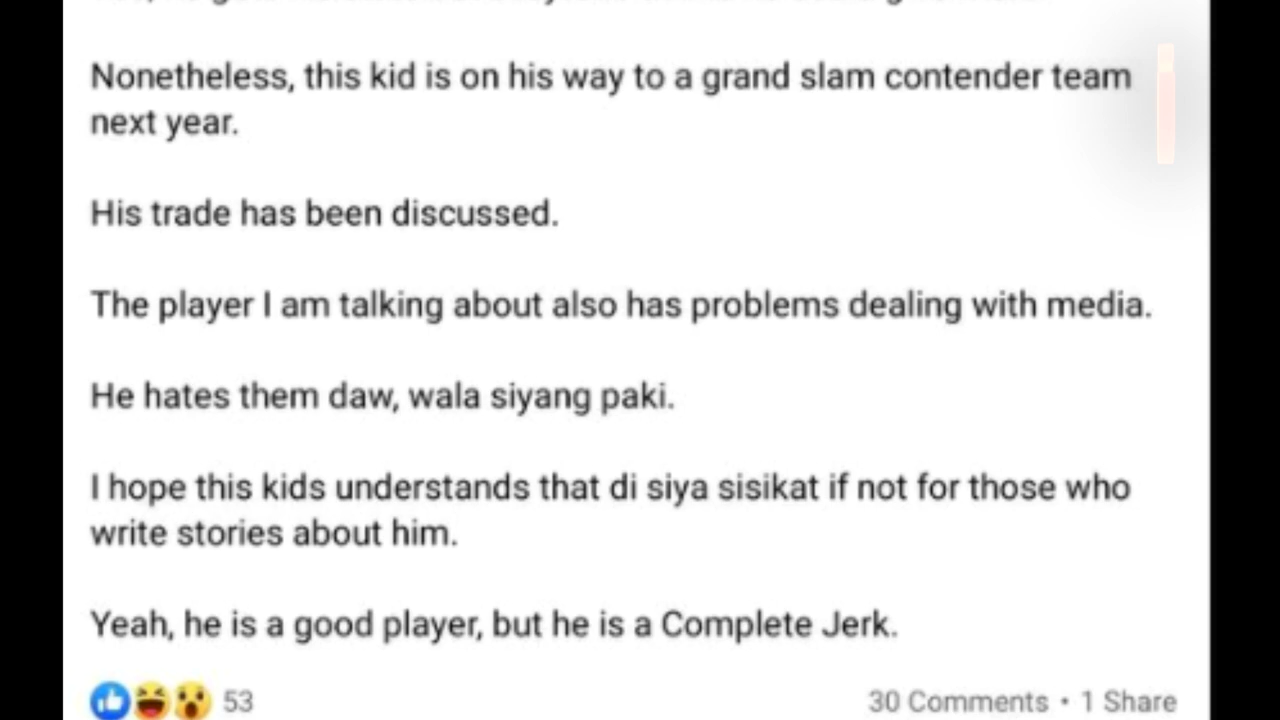 Nonetheless, this kid is on his way to a grand slam contender team
next year.
His trade has been discussed.
The player I am talking about also has problems dealing with media.
He hates them daw, wala siyang paki.
I hope this kids understands that di siya sisikat if not for those who
write stories about him.
Yeah, he is a good player, but he is a Complete Jerk.
53
30 Comments • 1 Share